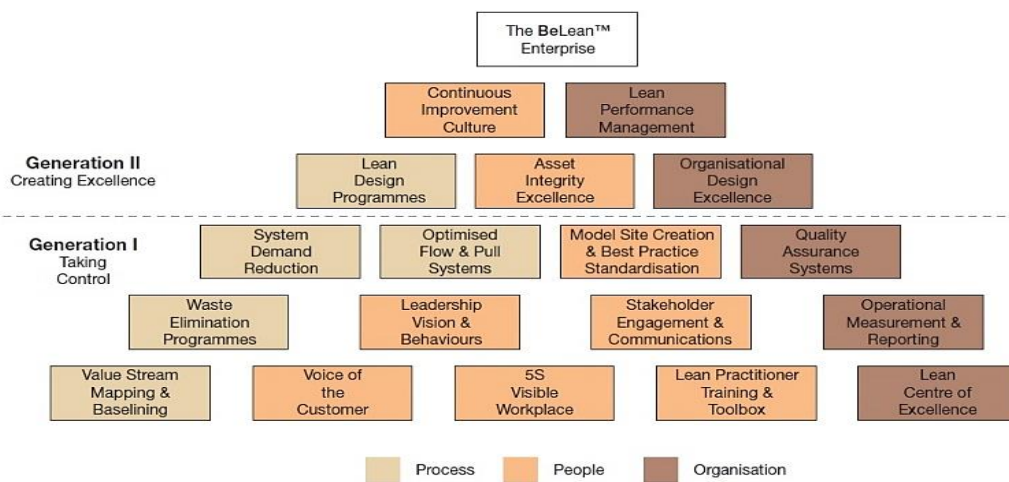 The BeLean™
Enterprise
Continuous
Improvement
Culture
Lean
Performance
Management
Generation II
Creating Excellence
Lean
Design
Programmes
Asset
Integrity
Excellence
Organisational
Design
Excellence
Generation I
Taking
Control
System
Demand
Reduction
Optimised
Flow & Pull
Systems
Model Site Creation
& Best Practice
Standardisation
Quality
Assurance
Systems
Waste
Elimination
Programmes
Leadership
Vision &
Behaviours
Stakeholder
Engagement &
Communications
Operational
Measurement &
Reporting
Value Stream
Mapping &
Baselining
Voice of
the
Customer
5S
Visible
Workplace
Lean Practitioner
Training &
Toolbox
Lean
Centre of
Excellence
Process
People
Organisation